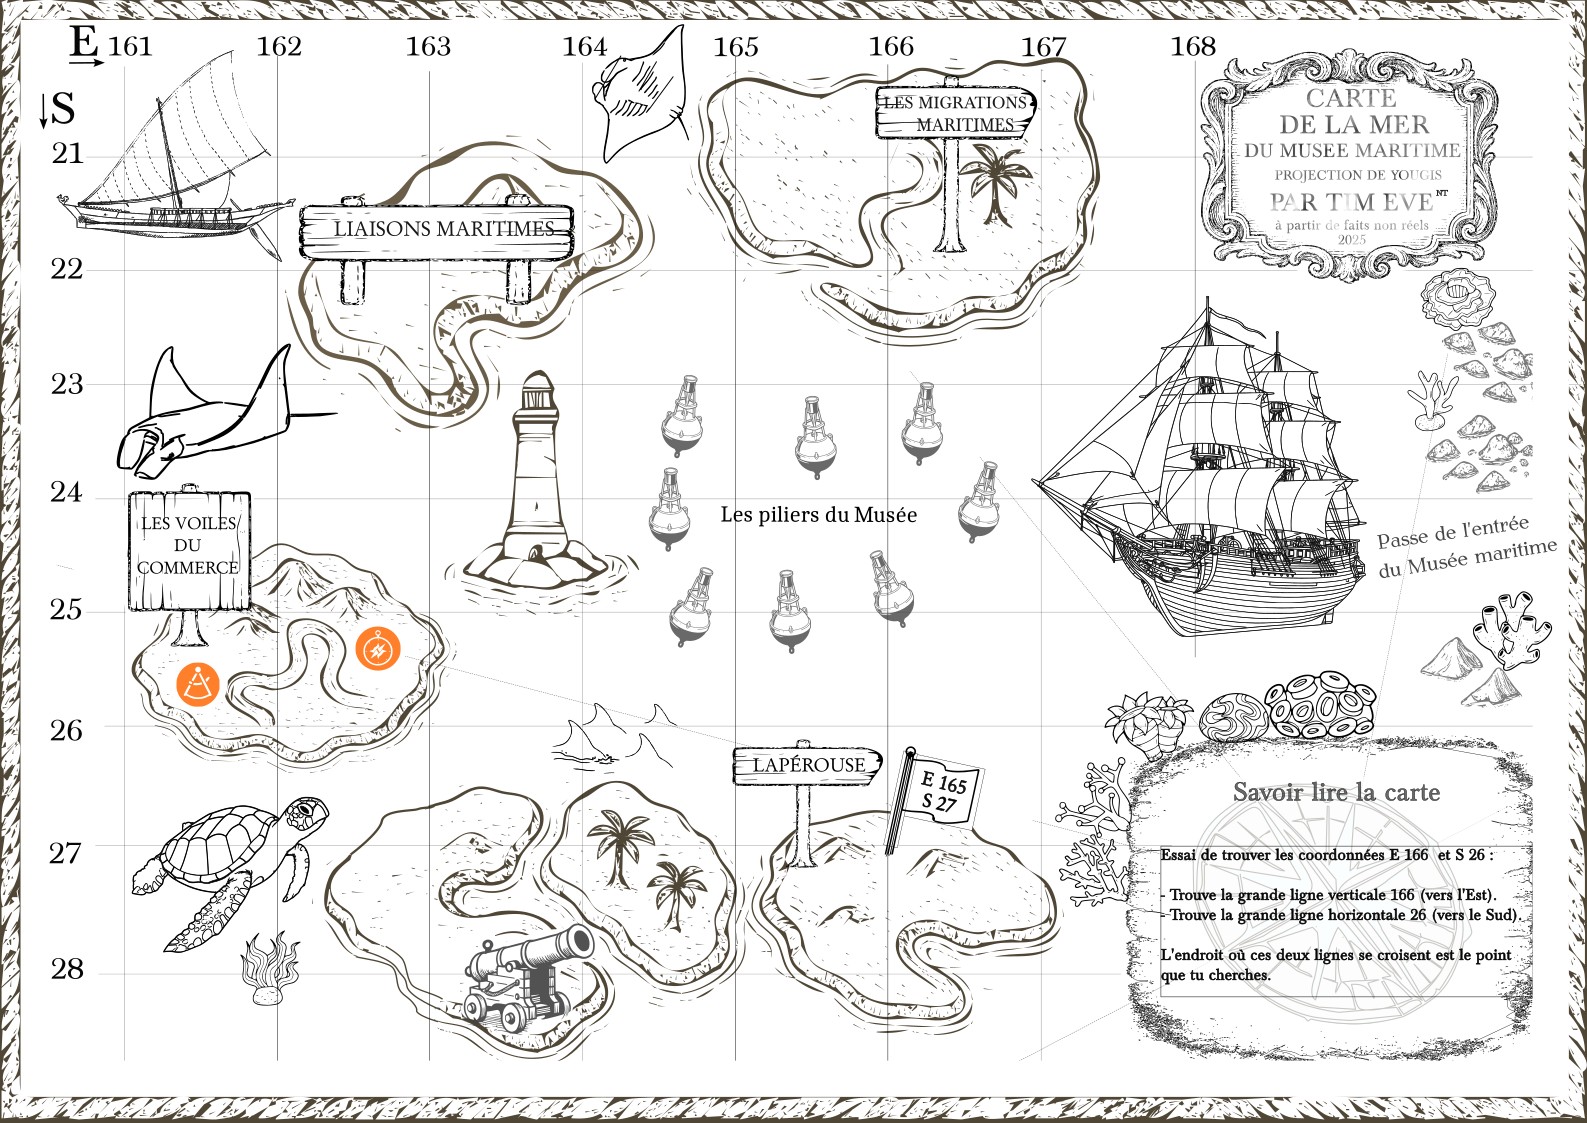 E 161 162 163 164 165 166 167 168
S
21
22
23
24
25
26
27
28
CARTE
DE LA MER
DU MUSEE MARITIME
PROJECTION DE YOUGIS
PAR TIM EVE NT
à partir de faits non réels
2025
LES MIGRATIONS
MARITIMES
LIAISONS MARITIMES
LES VOILES
DU
COMMERCE
Les piliers du Musée
Passe de l'entrée
du Musée maritime
LAPÉROUSE
E 165
S 27
Savoir lire la carte
Essai de trouver les coordonnées E 166 et S 26 :
- Trouve la grande ligne verticale 166 (vers l'Est).
- Trouve la grande ligne horizontale 26 (vers le Sud).
L'endroit où ces deux lignes se croisent est le point
que tu cherches.